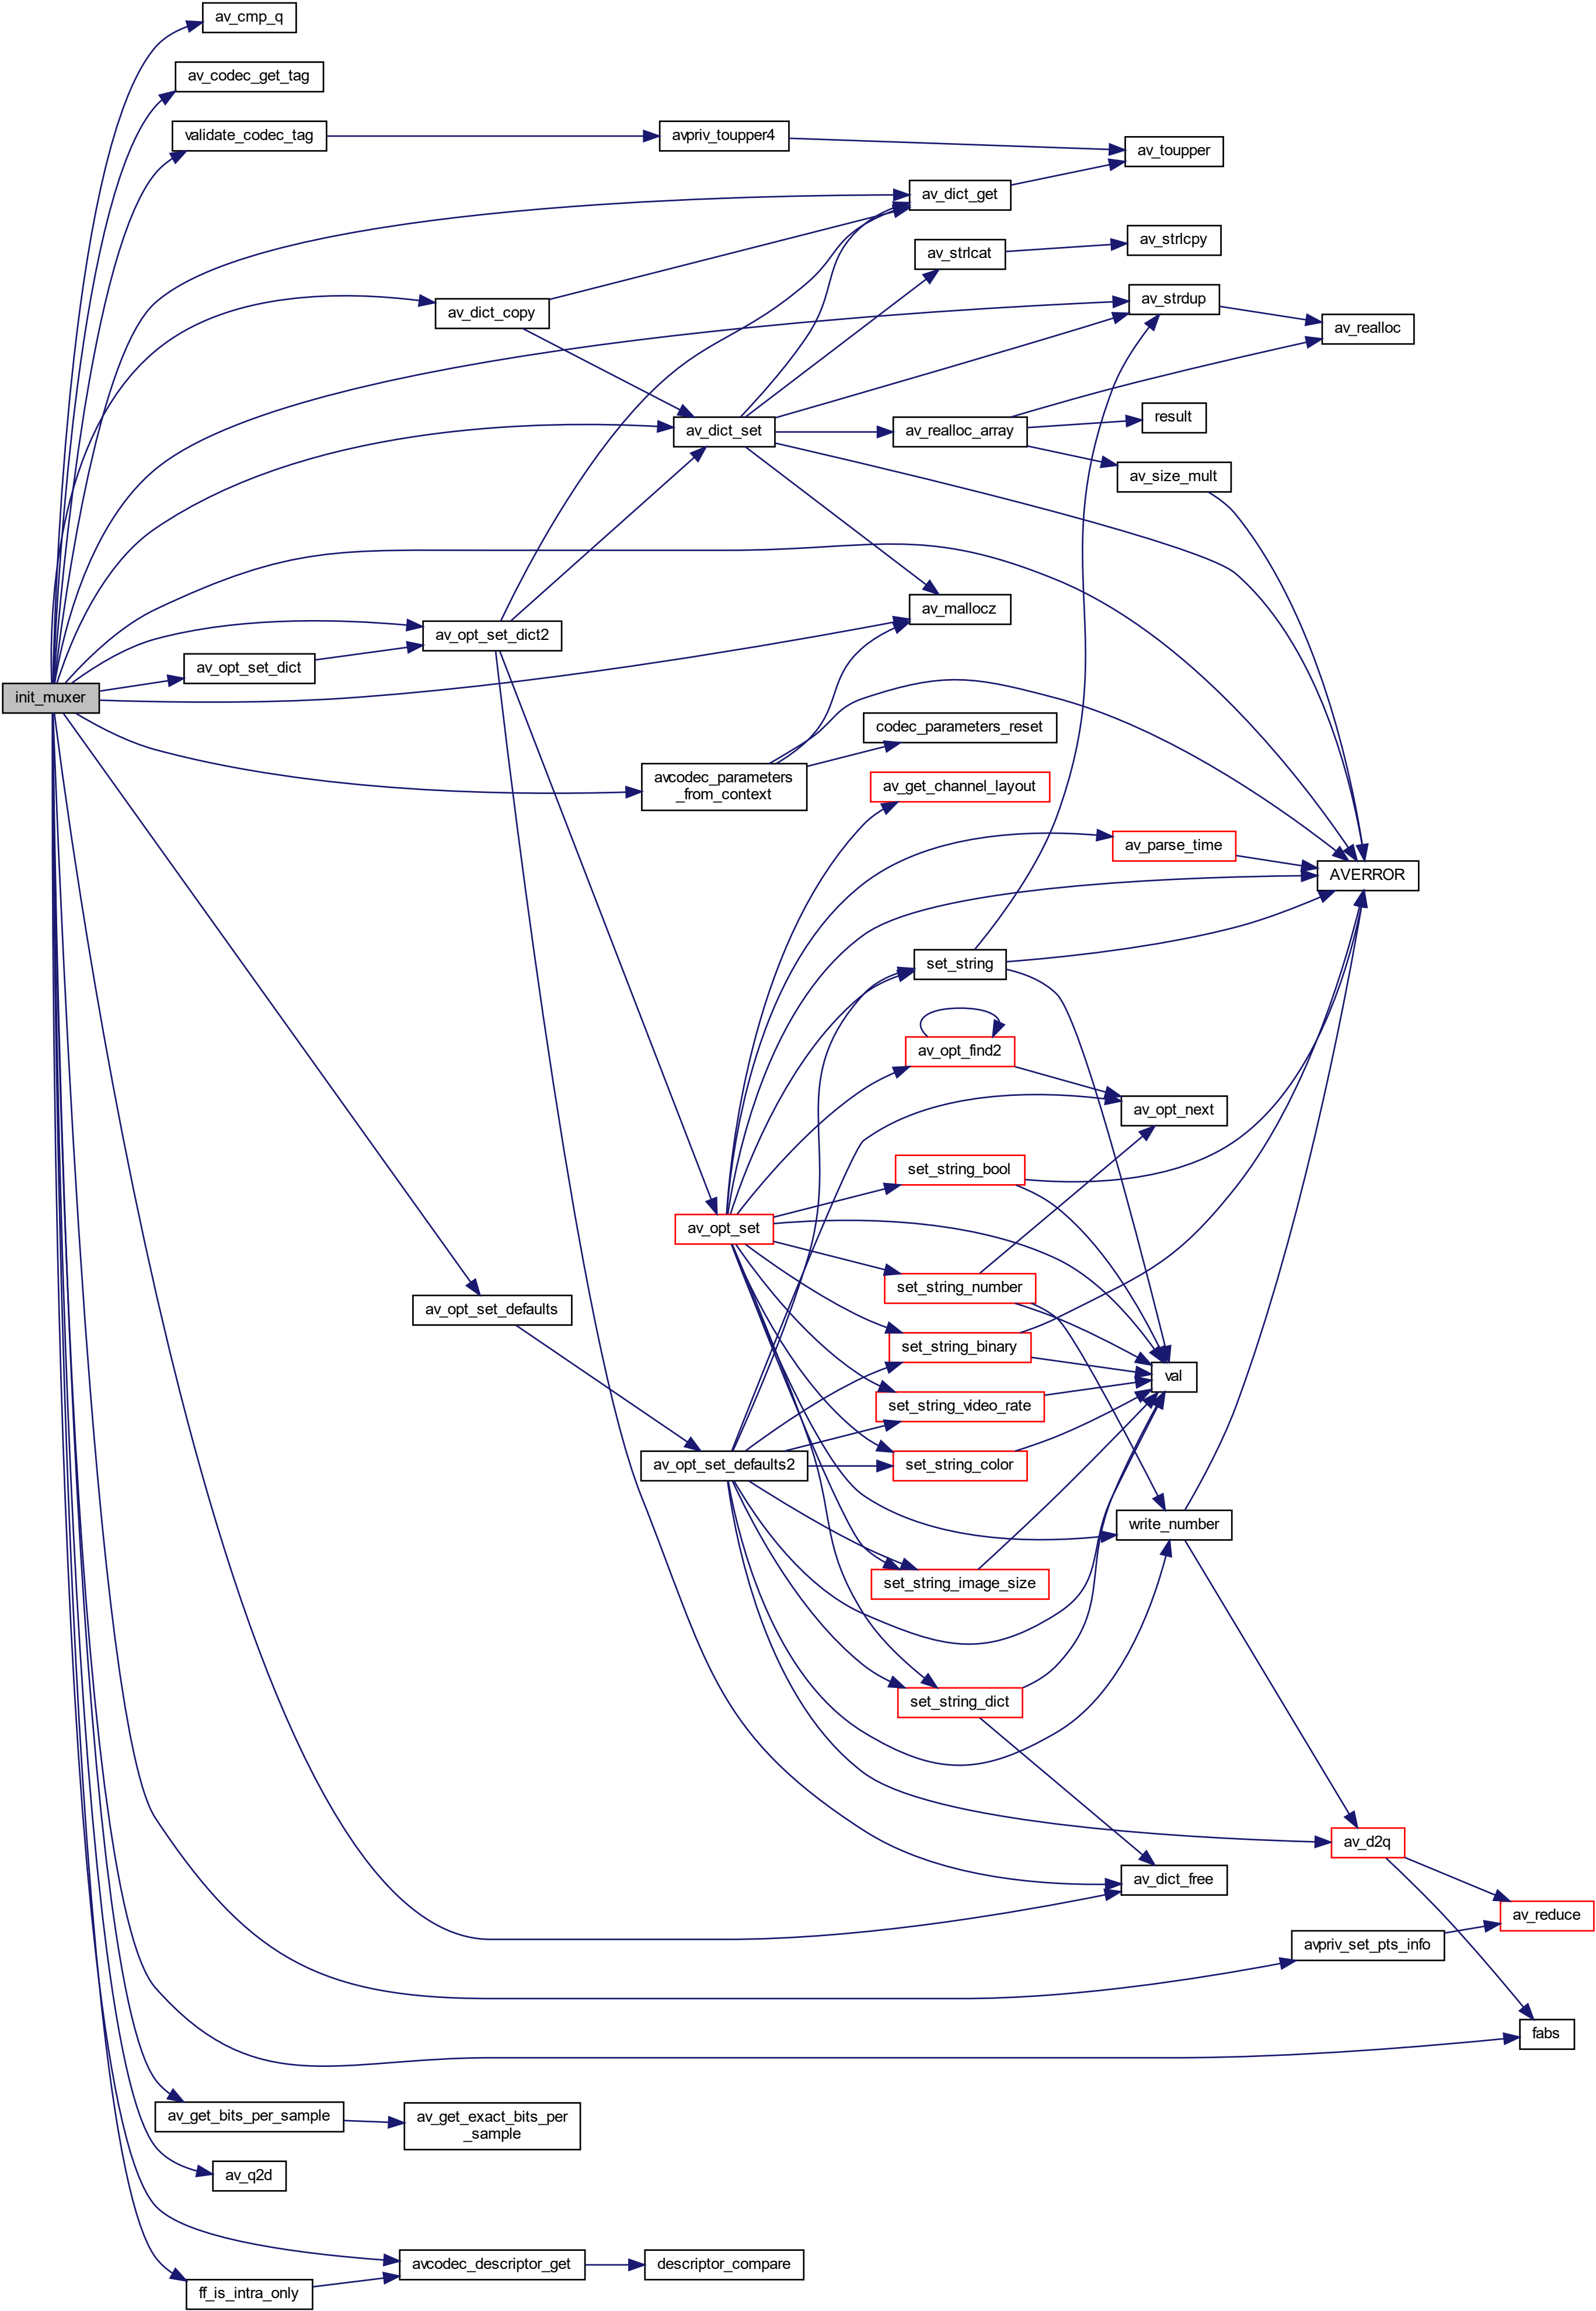 av_cmp_q
av_codec_get_tag
validate_codec_tag
avpriv_toupper4
av_toupper
av_dict_get
av_strlcat
av_strlcpy
av_dict_copy
av_strdup
av_realloc
av_dict_set
av_realloc_array
result
av_size_mult
av_mallocz
av_opt_set_dict2
av_opt_set_dict
init_muxer
codec_parameters_reset
avcodec_parameters
_from_context
av_get_channel_layout
av_parse_time
AVERROR
set_string
av_opt_find2
av_opt_next
set_string_bool
av_opt_set
set_string_number
av_opt_set_defaults
set_string_binary
val
set_string_video_rate
av_opt_set_defaults2
set_string_color
write_number
set_string_image_size
set_string_dict
av_d2q
av_dict_free
av_reduce
avpriv_set_pts_info
fabs
av_get_bits_per_sample
av_get_exact_bits_per
_sample
av_q2d
avcodec_descriptor_get
descriptor_compare
ff_is_intra_only